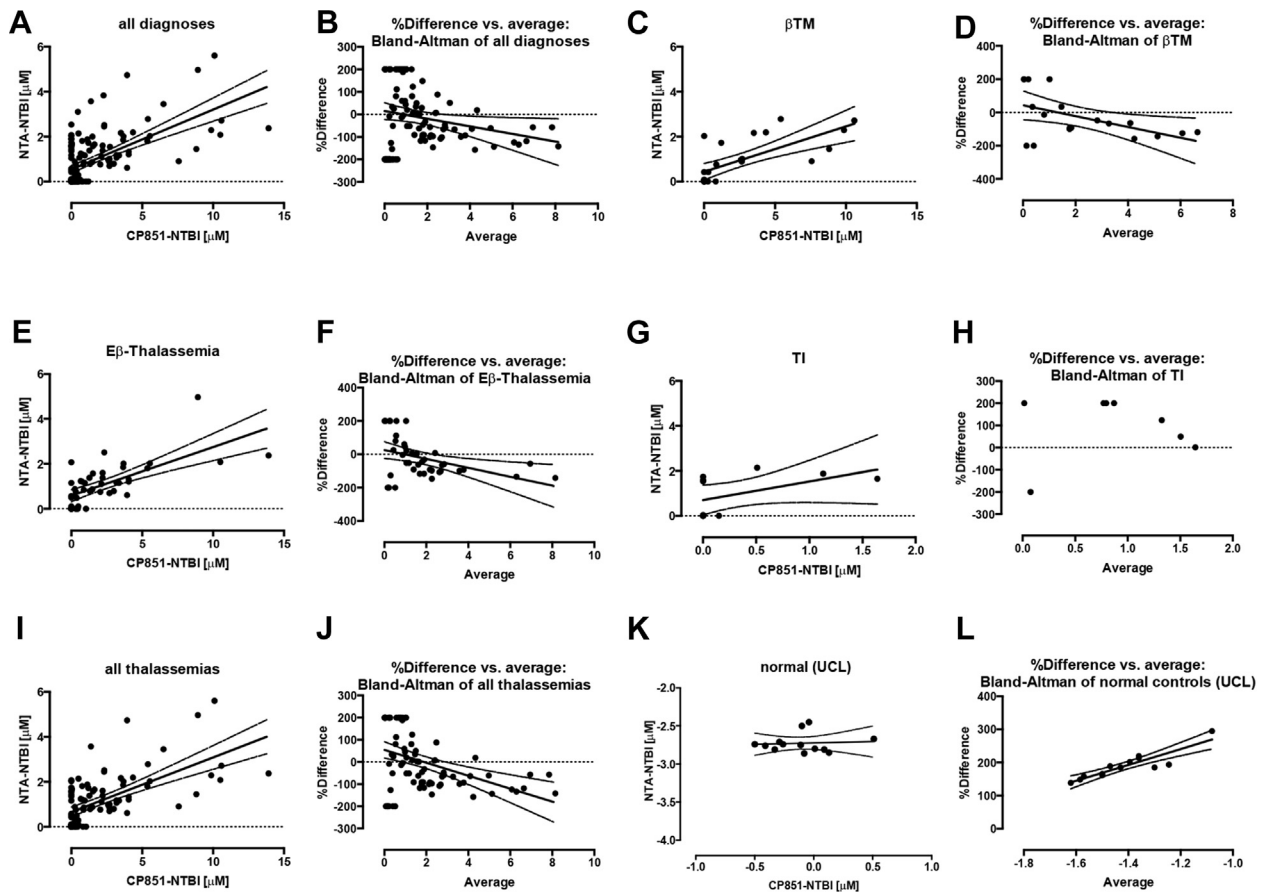 A
all diagnoses
NTA-NTBI [µM]
6
4
2
0
0 5 10 15
CP851-NTBI [µM]
B
%Difference vs. average:
Bland-Altman of all diagnoses
%Difference
300
200
100
0
-100
-200
-300
0 2 4 6 8 10
Average
C
βTM
NTA-NTBI [µM]
6
4
2
0
0 5 10 15
CP851-NTBI [µM]
D
%Difference vs. average:
Bland-Altman of βTM
%Difference
400
200
0
-200
-400
0 2 4 6 8
Average
E
Eβ-Thalassemia
NTA-NTBI [µM]
6
4
2
0
0 5 10 15
CP851-NTBI [µM]
F
%Difference vs. average:
Bland-Altman of Eβ-Thalassemia
%Difference
400
200
0
-200
-400
0 2 4 6 8 10
Average
G
TI
NTA-NTBI [µM]
6
4
2
0
0.0 0.5 1.0 1.5 2.0
CP851-NTBI [µM]
H
%Difference vs. average:
Bland-Altman of TI
%Difference
300
200
100
0
-100
-200
-300
0.0 0.5 1.0 1.5 2.0
Average
I
all thalassemias
NTA-NTBI [µM]
6
4
2
0
0 5 10 15
CP851-NTBI [µM]
J
%Difference vs. average:
Bland-Altman of all thalassemias
%Difference
300
200
100
0
-100
-200
-300
0 2 4 6 8 10
Average
K
normal (UCL)
NTA-NTBI [µM]
-2.0
-2.5
-3.0
-3.5
-4.0
-1.0 -0.5 0.0 0.5 1.0
CP851-NTBI [µM]
L
%Difference vs. average:
Bland-Altman of normal controls (UCL)
%Difference
400
300
200
100
0
-1.8 -1.6 -1.4 -1.2 -1.0
Average